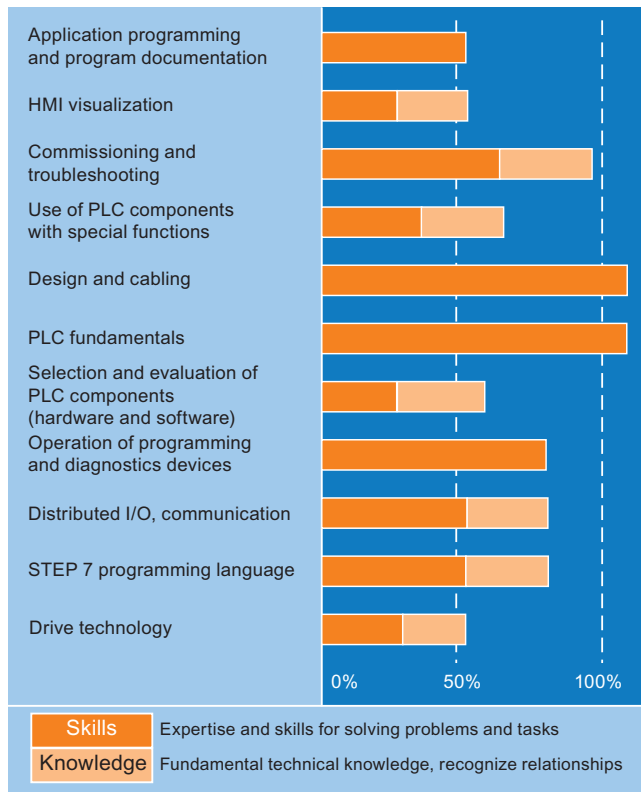 Application programming
and program documentation
HMI visualization
Commissioning and
troubleshooting
Use of PLC components
with special functions
Design and cabling
PLC fundamentals
Selection and evaluation of
PLC components
(hardware and software)
Operation of programming
and diagnostics devices
Distributed I/O, communication
STEP 7 programming language
Drive technology
0% 50% 100%
Skills Expertise and skills for solving problems and tasks
Knowledge Fundamental technical knowledge, recognize relationships